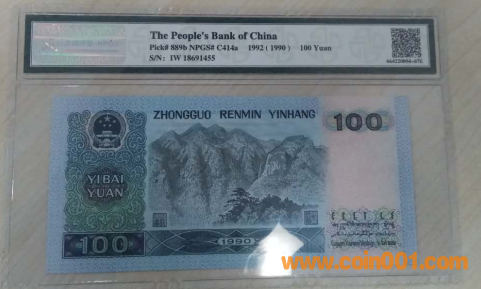 The People's Bank of China
Pick# 889b NPGS# C414a 1992 ( 1990 ) 100 Yuan
S/N: IW 18691455
ZHONGGUO RENMIN YINHANG
100
YIBAI
YUAN
100
1990
www.coin001.com